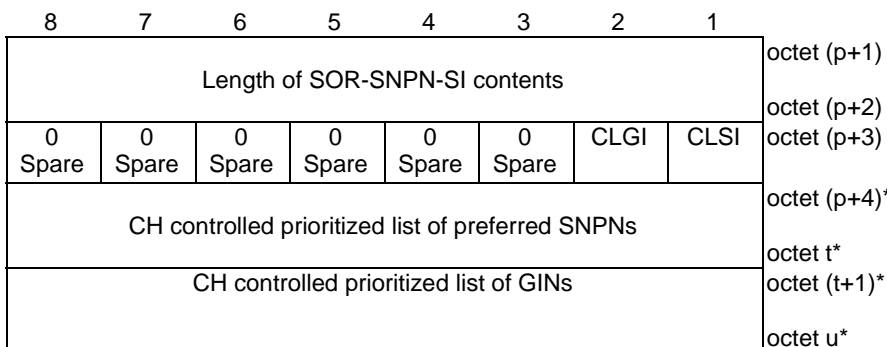 8 7 6 5 4 3 2 1
octet (p+1)
Length of SOR-SNPN-SI contents
octet (p+2)
0 0 0 0 0 0 CLGI CLSI octet (p+3)
Spare Spare Spare Spare Spare Spare
octet (p+4)*
CH controlled prioritized list of preferred SNPNs
octet t*
CH controlled prioritized list of GINs octet (t+1)*
octet u*